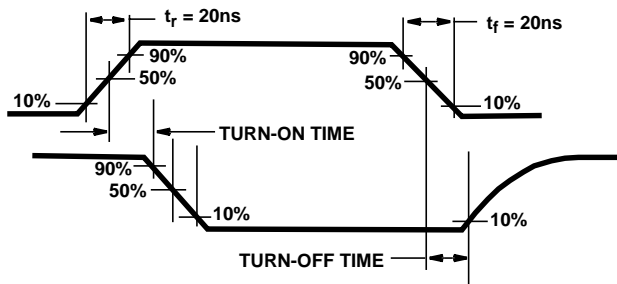 tr = 20ns
tf = 20ns
90%
90%
50%
50%
10%
10%
TURN-ON TIME
90%
50%
10%
10%
TURN-OFF TIME